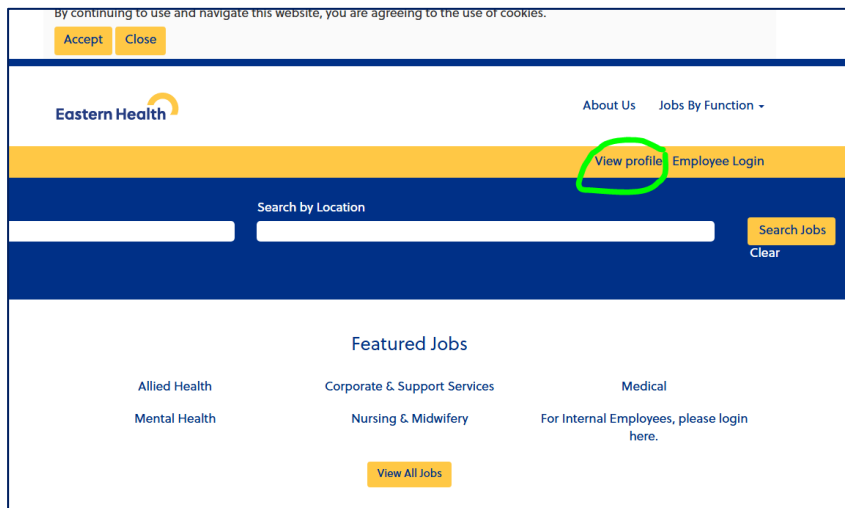 By continuing to use and navigate this website, you are agreeing to the use of cookies.
Accept Close
Eastern Health
About Us Jobs By Function
View profile Employee Login
Search by Location
Search Jobs
Clear
Featured Jobs
Allied Health Corporate & Support Services Medical
Mental Health Nursing & Midwifery For Internal Employees, please login
here.
View All Jobs